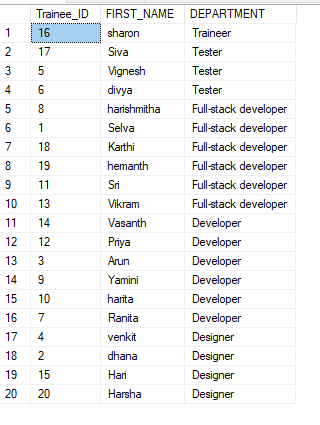 Trainee_ID FIRST_NAME DEPARTMENT
1 16 sharon Traineer
2 17 Siva Tester
3 5 Vignesh Tester
4 6 divya Tester
5 8 harishmitha Full-stack developer
6 1 Selva Full-stack developer
7 18 Karthi Full-stack developer
8 19 hemanth Full-stack developer
9 11 Sri Full-stack developer
10 13 Vikram Full-stack developer
11 14 Vasanth Developer
12 12 Priya Developer
13 3 Arun Developer
14 9 Yamini Developer
15 10 harita Developer
16 7 Ranita Developer
17 4 venkit Designer
18 2 dhana Designer
19 15 Hari Designer
20 20 Harsha Designer